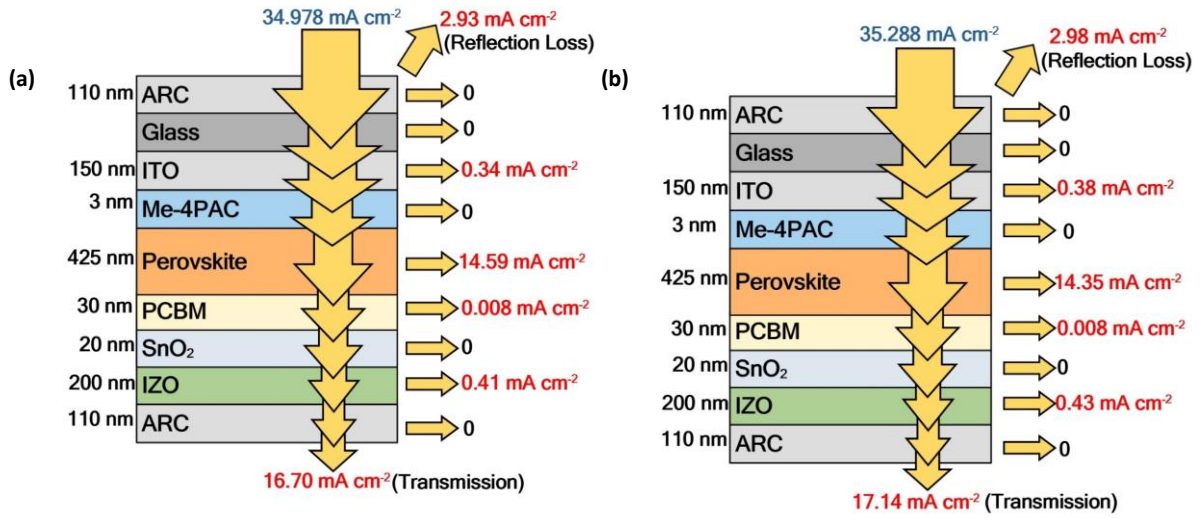 (a)
34.978 mA cm⁻²
2.93 mA cm⁻²
(Reflection Loss)
110 nm ARC 0
Glass 0
150 nm ITO 0.34 mA cm⁻²
3 nm Me-4PAC 0
425 nm Perovskite 14.59 mA cm⁻²
30 nm PCBM 0.008 mA cm⁻²
20 nm SnO₂ 0
200 nm IZO 0.41 mA cm⁻²
110 nm ARC 0
16.70 mA cm⁻² (Transmission)
(b)
35.288 mA cm⁻²
2.98 mA cm⁻²
(Reflection Loss)
110 nm ARC 0
Glass 0
150 nm ITO 0.38 mA cm⁻²
3 nm Me-4PAC 0
425 nm Perovskite 14.35 mA cm⁻²
30 nm PCBM 0.008 mA cm⁻²
20 nm SnO₂ 0
200 nm IZO 0.43 mA cm⁻²
110 nm ARC 0
17.14 mA cm⁻² (Transmission)